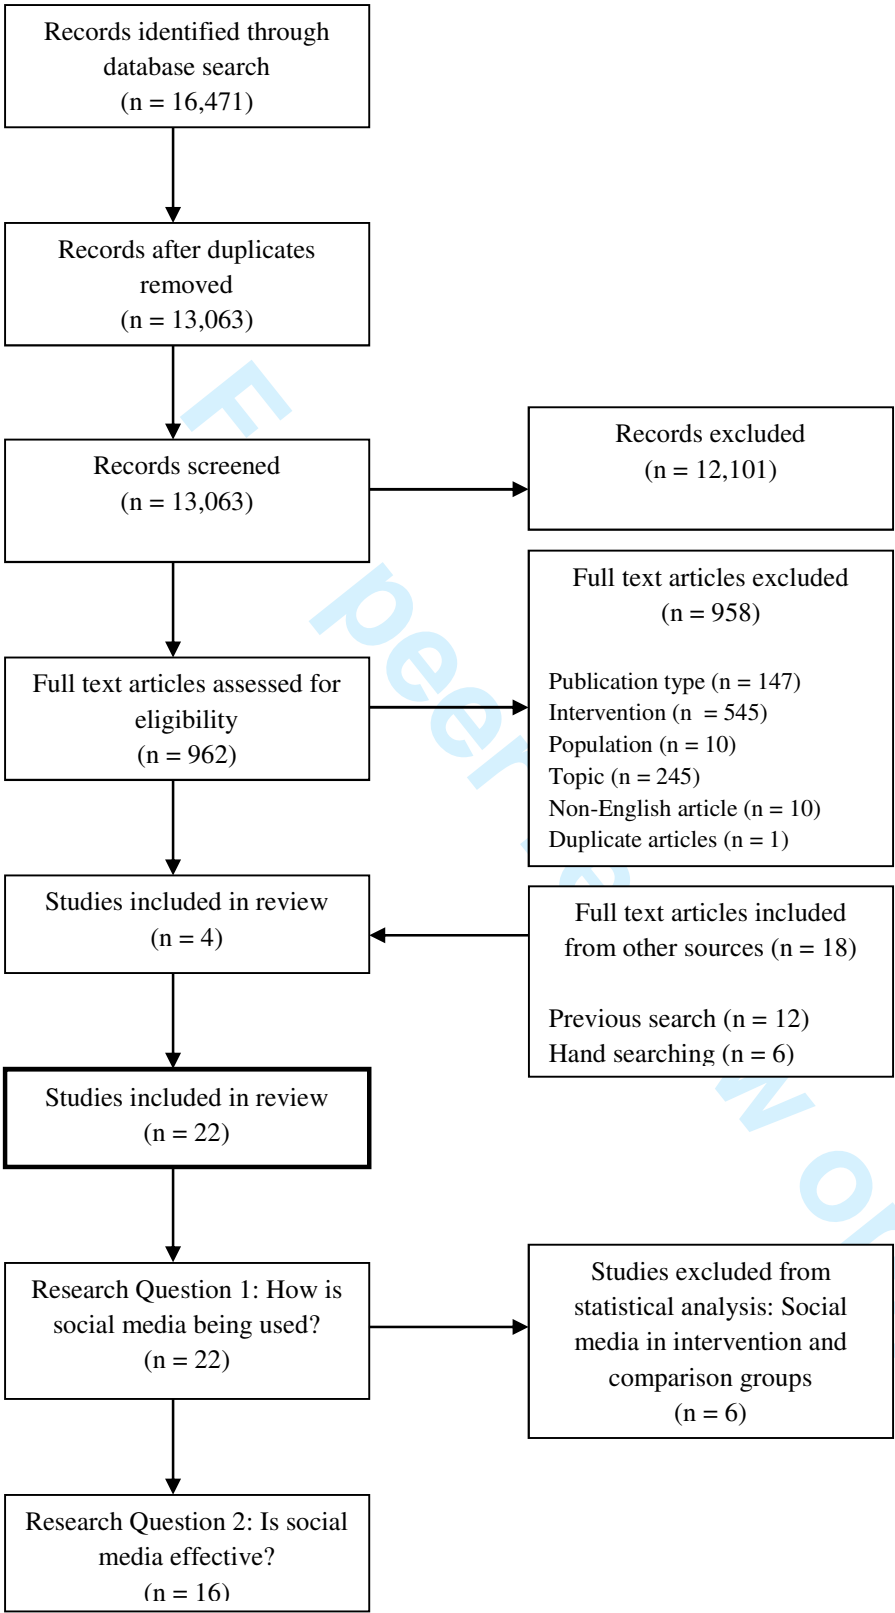 Records identified through
database search
(n = 16,471)
Records after duplicates
removed
(n = 13,063)
Records screened
(n = 13,063)
Records excluded
(n = 12,101)
Full text articles assessed for
eligibility
(n = 962)
Full text articles excluded
(n = 958)
Publication type (n = 147)
Intervention (n  = 545)
Population (n = 10)
Topic (n = 245)
Non-English article (n = 10)
Duplicate articles (n = 1)
Studies included in review
(n = 4)
Full text articles included
from other sources (n = 18)
Previous search (n = 12)
Hand searching (n = 6)
Studies included in review
(n = 22)
Research Question 1: How is
social media being used?
(n = 22)
Studies excluded from
statistical analysis: Social
media in intervention and
comparison groups
(n = 6)
Research Question 2: Is social
media effective?
(n = 16)
peer